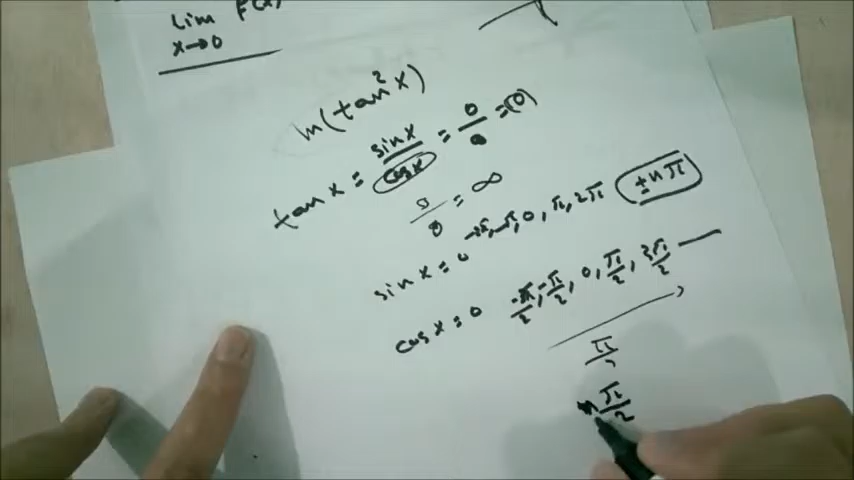 lim F(x)
x→0
ln(tan²x)
tan x = sin x / cos x = 0/0 = (0)
0/0 = ∞
sin x = 0 -2π, -π, 0, π, 2π ±nπ
cos x = 0 -π/2, -π/2, 0, π/2, 3π/2 —
π/2
n π/2